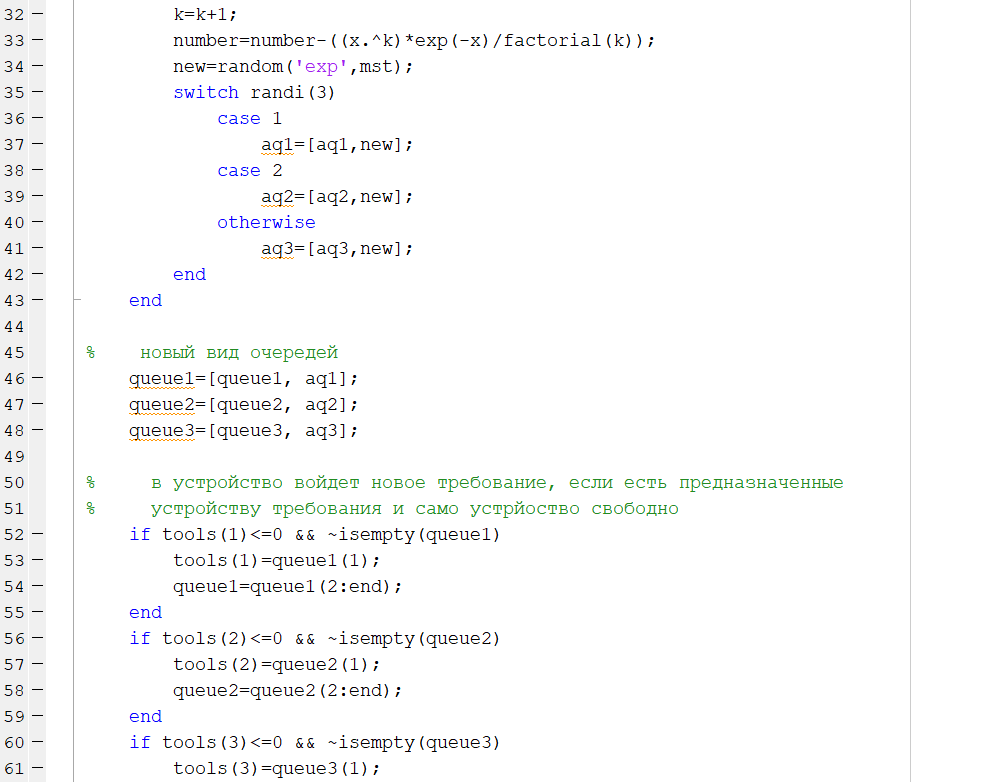 32 – k=k+1;
33 – number=number-((x.^k)*exp(-x)/factorial(k));
34 – new=random('exp',mst);
35 – switch randi(3)
36 – case 1
37 – aq1=[aq1,new];
38 – case 2
39 – aq2=[aq2,new];
40 – otherwise
41 – aq3=[aq3,new];
42 – end
43 – end
44
45 % новый вид очередей
46 – queue1=[queue1, aq1];
47 – queue2=[queue2, aq2];
48 – queue3=[queue3, aq3];
49
50 % в устройство войдет новое требование, если есть предназначенные
51 % устройству требования и само устрйоство свободно
52 – if tools(1)<=0 && ~isempty(queue1)
53 – tools(1)=queue1(1);
54 – queue1=queue1(2:end);
55 – end
56 – if tools(2)<=0 && ~isempty(queue2)
57 – tools(2)=queue2(1);
58 – queue2=queue2(2:end);
59 – end
60 – if tools(3)<=0 && ~isempty(queue3)
61 – tools(3)=queue3(1);